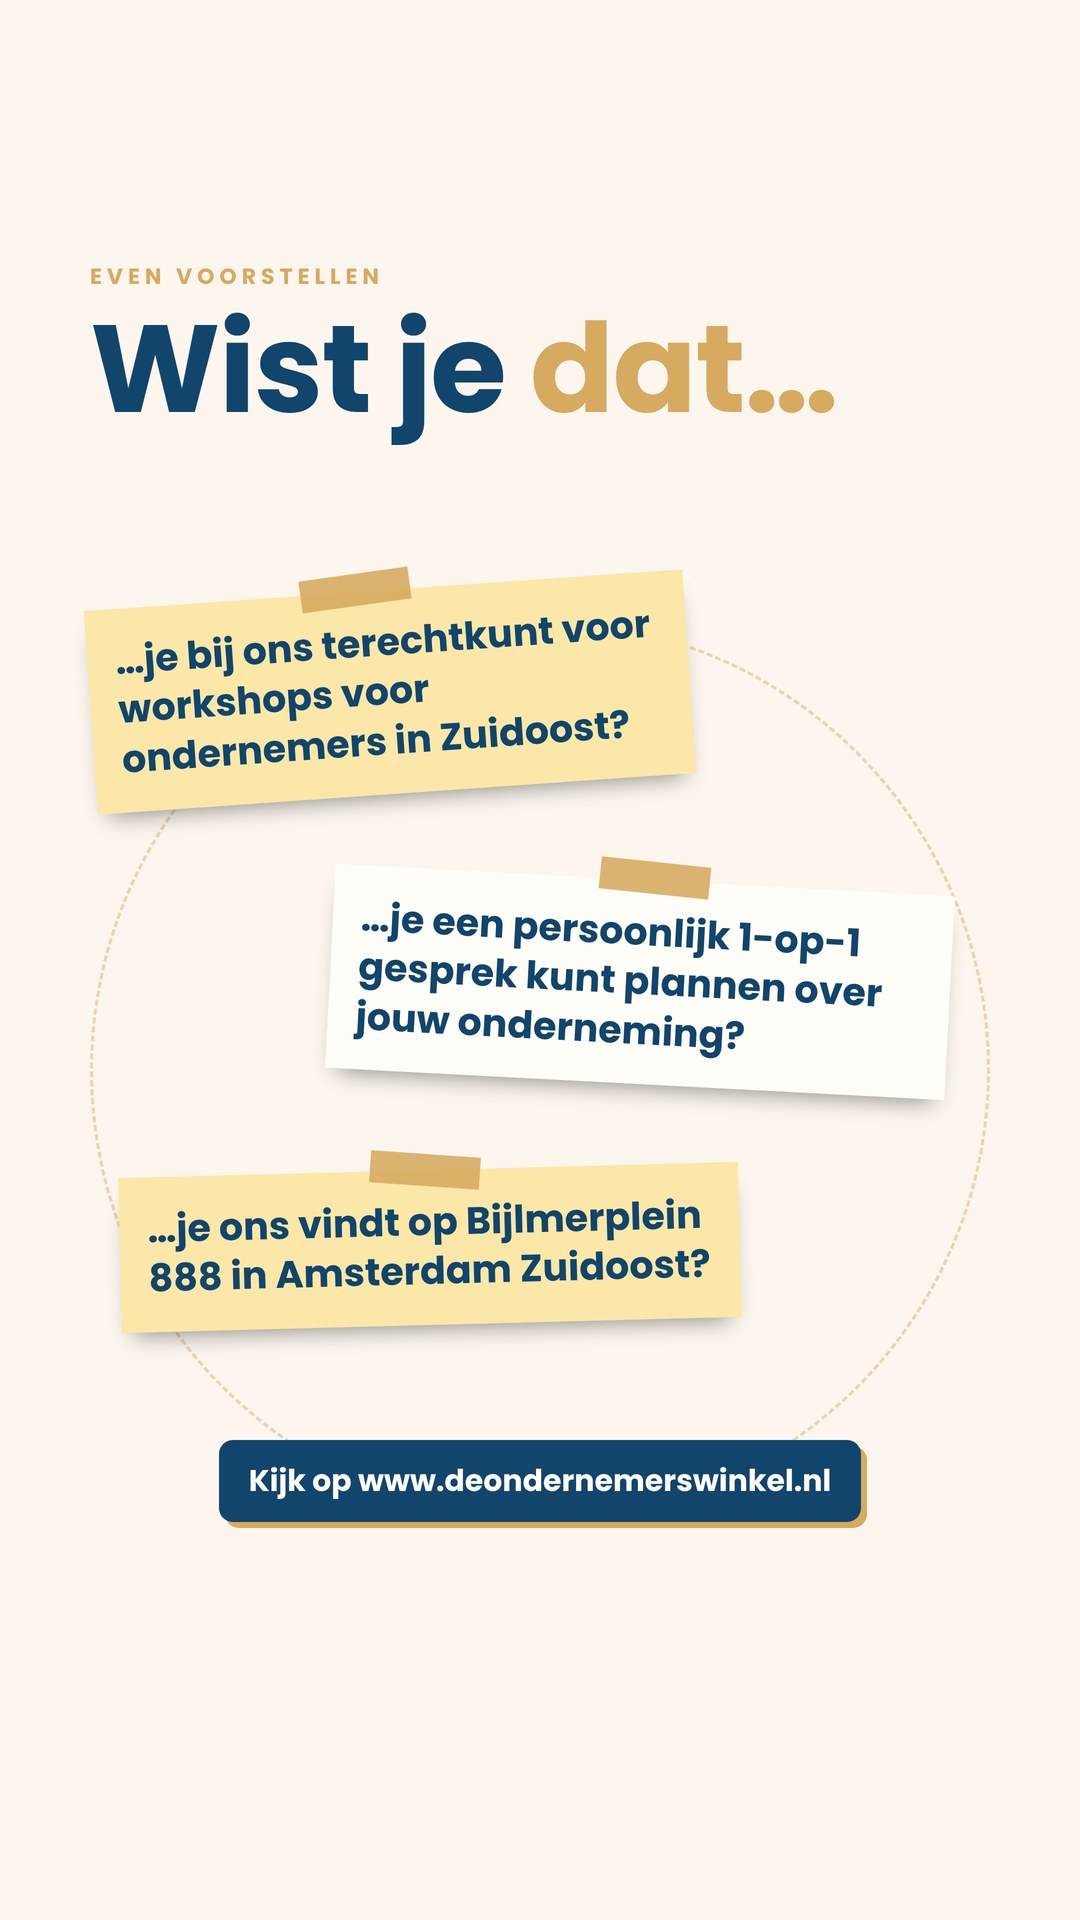 EVEN VOORSTELLEN
Wist je dat...
...je bij ons terechtkunt voor
workshops voor
ondernemers in Zuidoost?
...je een persoonlijk 1-op-1
gesprek kunt plannen over
jouw onderneming?
...je ons vindt op Bijlmerplein
888 in Amsterdam Zuidoost?
Kijk op www.deondernemerswinkel.nl